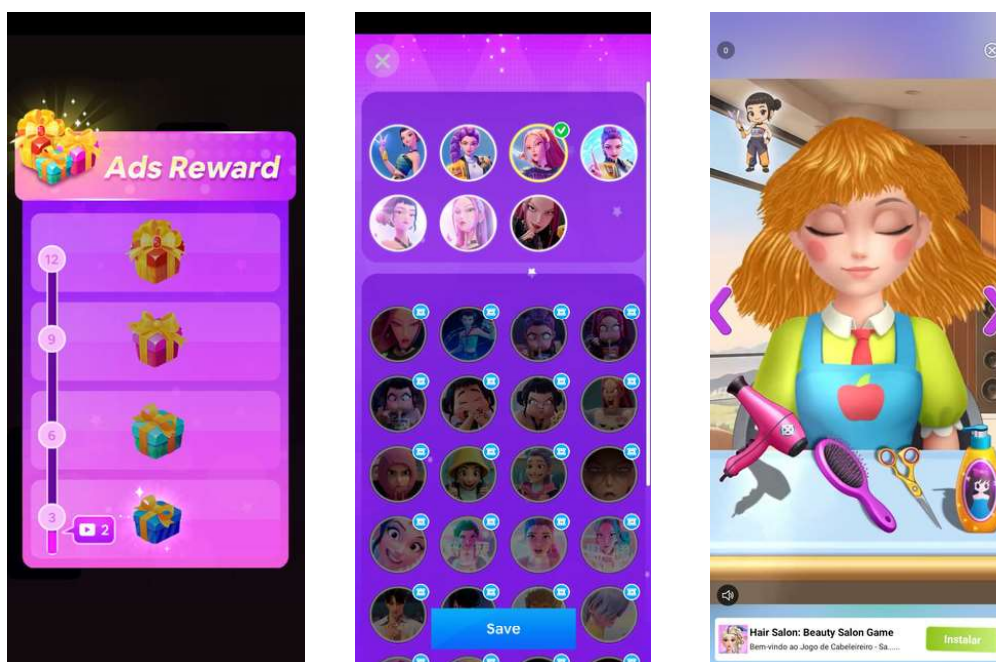 Ads Reward
12
9
6
3
2
Save
0
Hair Salon: Beauty Salon Game
Bem-vindo ao Jogo de Cabeleireiro - Sa......
Instalar